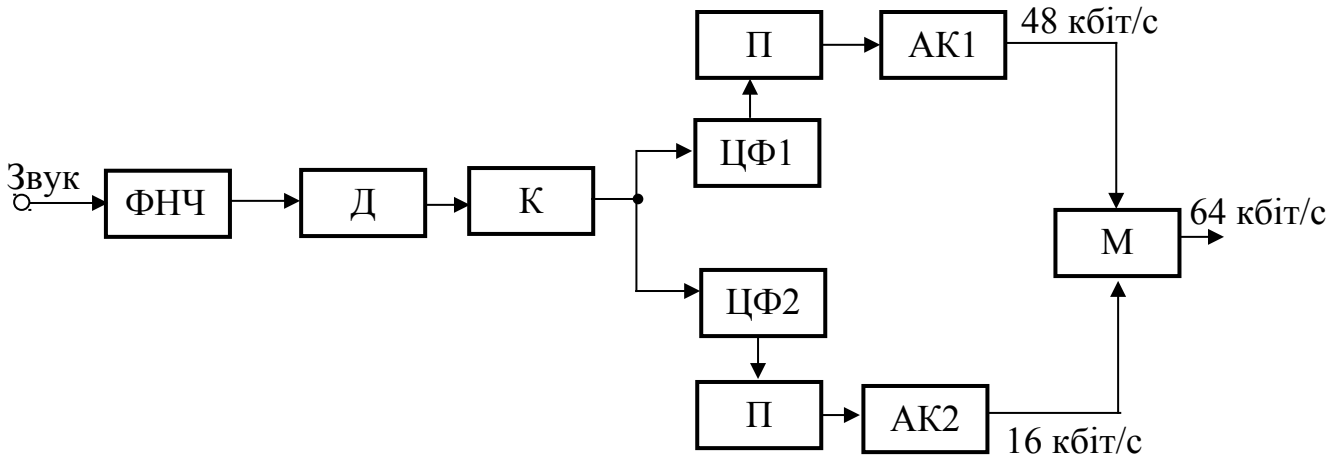 48 кбіт/с
П
АК1
ЦФ1
Звук
ФНЧ
Д
К
64 кбіт/с
М
ЦФ2
П
АК2
16 кбіт/с